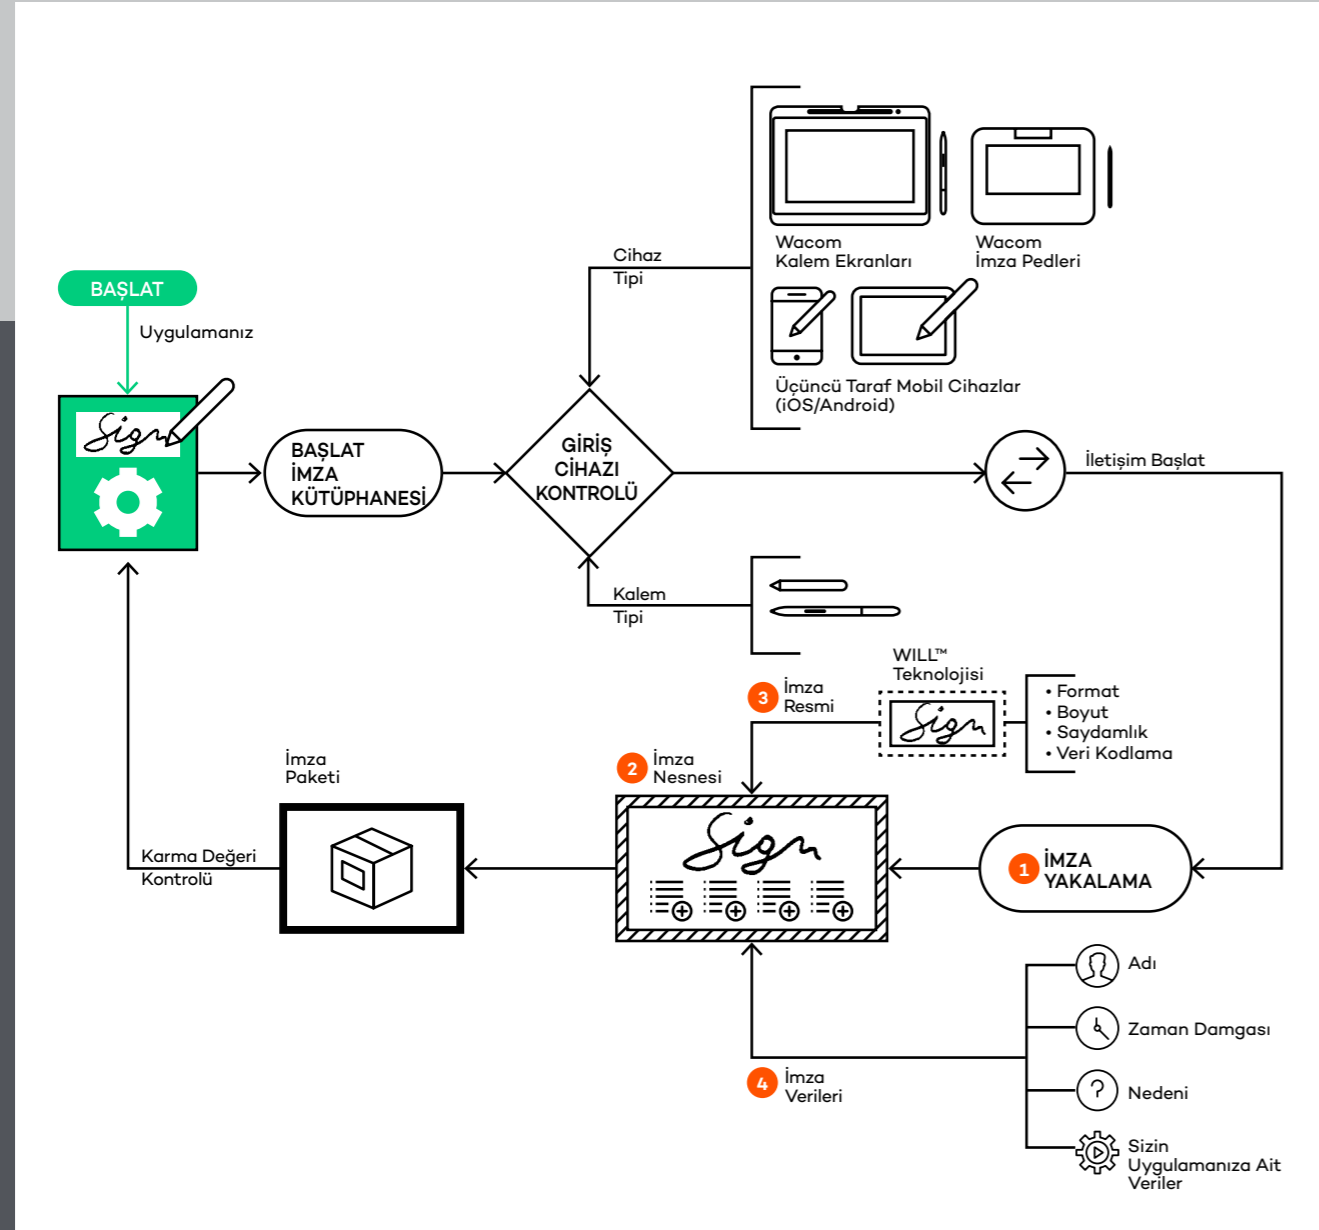 BAŞLAT
Uygulamanız
Sign
BAŞLAT
İMZA
KÜTÜPHANESİ
GİRİŞ
CİHAZI
KONTROLÜ
Cihaz
Tipi
Wacom
Kalem Ekranları
Wacom
İmza Pedleri
Üçüncü Taraf Mobil Cihazlar
(iOS/Android)
İletişim Başlat
Kalem
Tipi
WILL™
Teknolojisi
Sign
• Format
• Boyut
• Saydamlık
• Veri Kodlama
3 İmza
Resmi
2 İmza
Nesnesi
Sign
1 İMZA
YAKALAMA
İmza
Paketi
Karma Değeri
Kontrolü
4 İmza
Verileri
Adı
Zaman Damgası
?
Nedeni
Sizin
Uygulamanıza Ait
Veriler